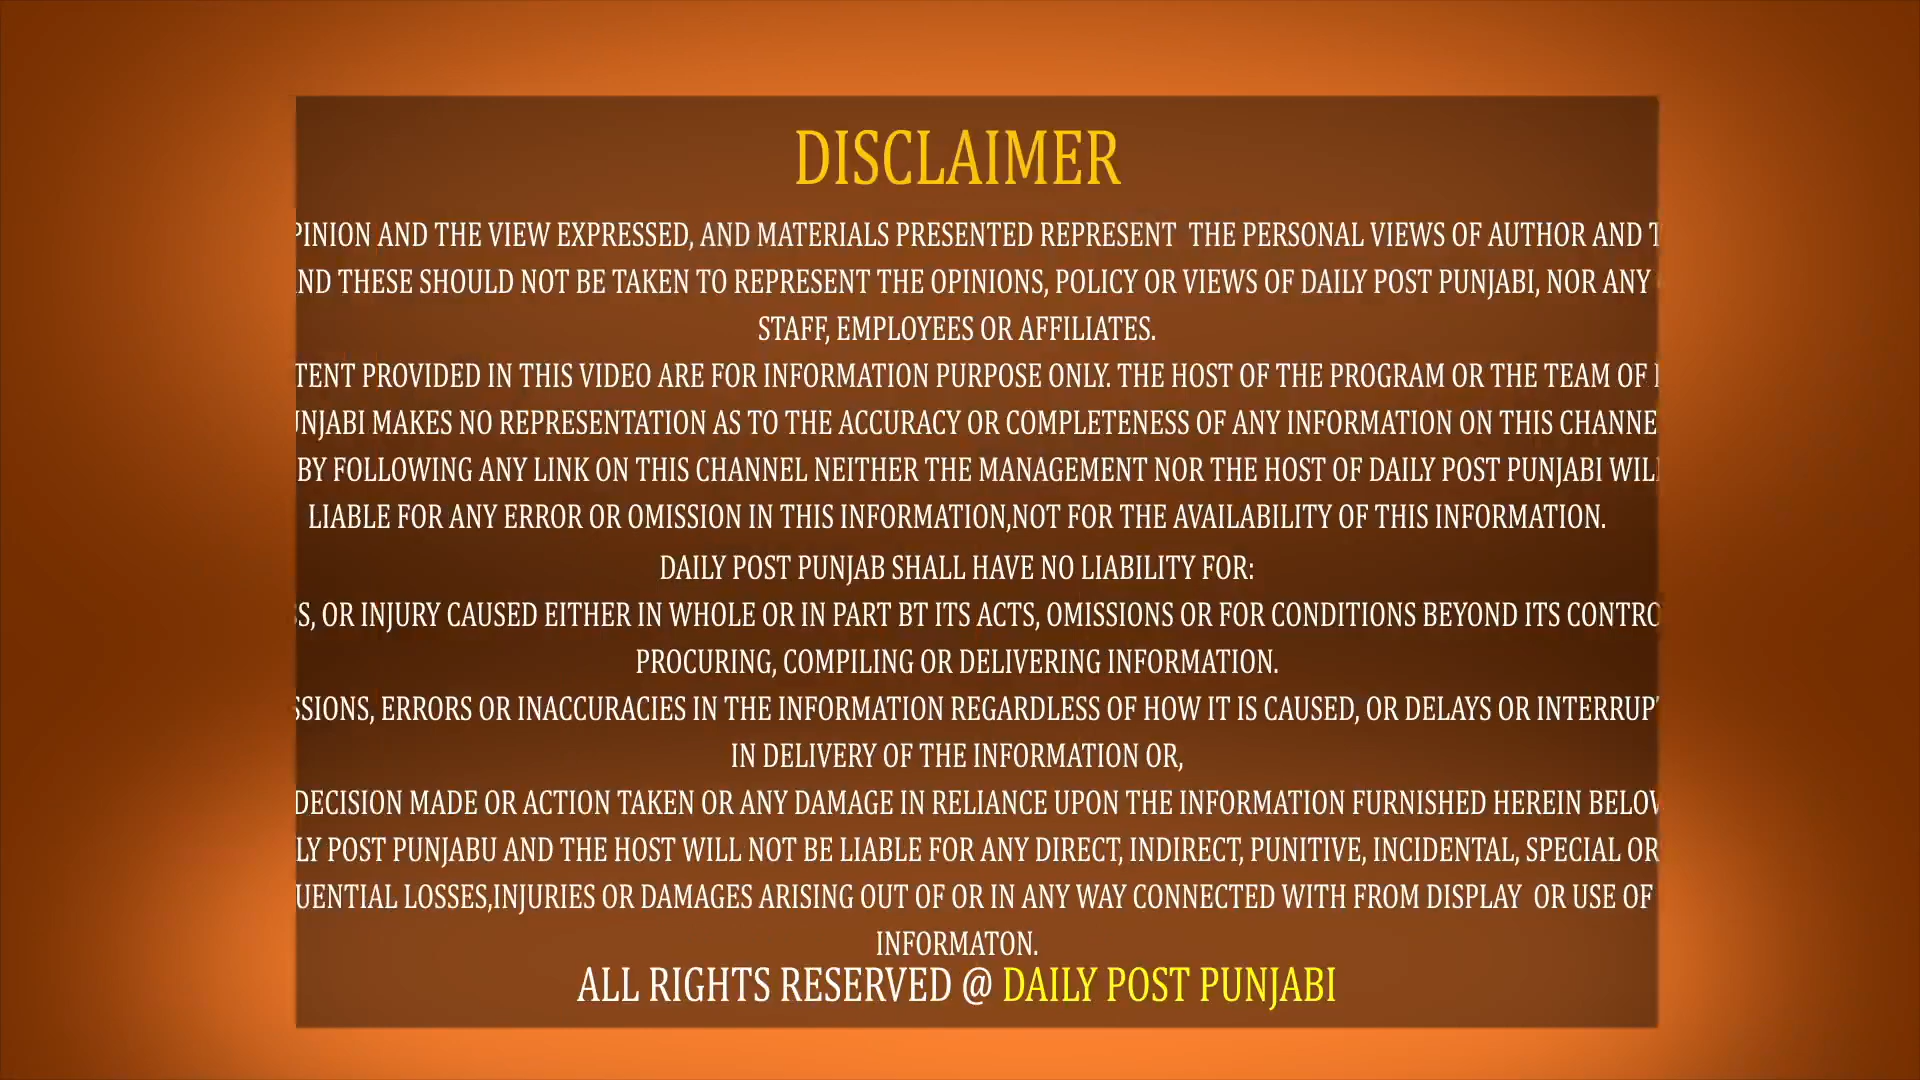 DISCLAIMER
PINION AND THE VIEW EXPRESSED, AND MATERIALS PRESENTED REPRESENT THE PERSONAL VIEWS OF AUTHOR AND T
ND THESE SHOULD NOT BE TAKEN TO REPRESENT THE OPINIONS, POLICY OR VIEWS OF DAILY POST PUNJABI, NOR ANY
STAFF, EMPLOYEES OR AFFILIATES.
TENT PROVIDED IN THIS VIDEO ARE FOR INFORMATION PURPOSE ONLY. THE HOST OF THE PROGRAM OR THE TEAM OF
UNJABI MAKES NO REPRESENTATION AS TO THE ACCURACY OR COMPLETENESS OF ANY INFORMATION ON THIS CHANNE
BY FOLLOWING ANY LINK ON THIS CHANNEL NEITHER THE MANAGEMENT NOR THE HOST OF DAILY POST PUNJABI WILL
LIABLE FOR ANY ERROR OR OMISSION IN THIS INFORMATION,NOT FOR THE AVAILABILITY OF THIS INFORMATION.
DAILY POST PUNJAB SHALL HAVE NO LIABILITY FOR:
S, OR INJURY CAUSED EITHER IN WHOLE OR IN PART BT ITS ACTS, OMISSIONS OR FOR CONDITIONS BEYOND ITS CONTRO
PROCURING, COMPILING OR DELIVERING INFORMATION.
SSIONS, ERRORS OR INACCURACIES IN THE INFORMATION REGARDLESS OF HOW IT IS CAUSED, OR DELAYS OR INTERRUPT
IN DELIVERY OF THE INFORMATION OR,
DECISION MADE OR ACTION TAKEN OR ANY DAMAGE IN RELIANCE UPON THE INFORMATION FURNISHED HEREIN BELOW
LY POST PUNJABU AND THE HOST WILL NOT BE LIABLE FOR ANY DIRECT, INDIRECT, PUNITIVE, INCIDENTAL, SPECIAL OR
UENTIAL LOSSES,INJURIES OR DAMAGES ARISING OUT OF OR IN ANY WAY CONNECTED WITH FROM DISPLAY OR USE OF
INFORMATON.
ALL RIGHTS RESERVED @ DAILY POST PUNJABI